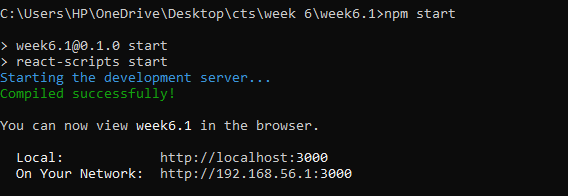 C:\Users\HP\OneDrive\Desktop\cts\week 6\week6.1>npm start
> week6.1@0.1.0 start
> react-scripts start
Starting the development server...
Compiled successfully!
You can now view week6.1 in the browser.
Local: http://localhost:3000
On Your Network: http://192.168.56.1:3000